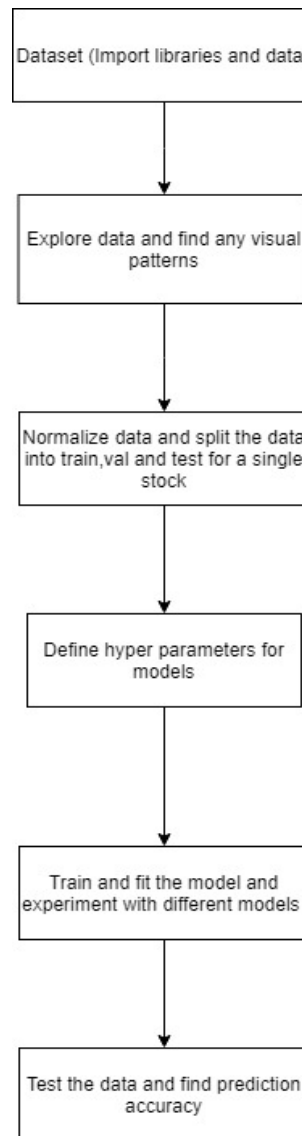 Dataset (Import libraries and data
Explore data and find any visual
patterns
Normalize data and split the data
into train,val and test for a single
stock
Define hyper parameters for
models
Train and fit the model and
experiment with different models
Test the data and find prediction
accuracy